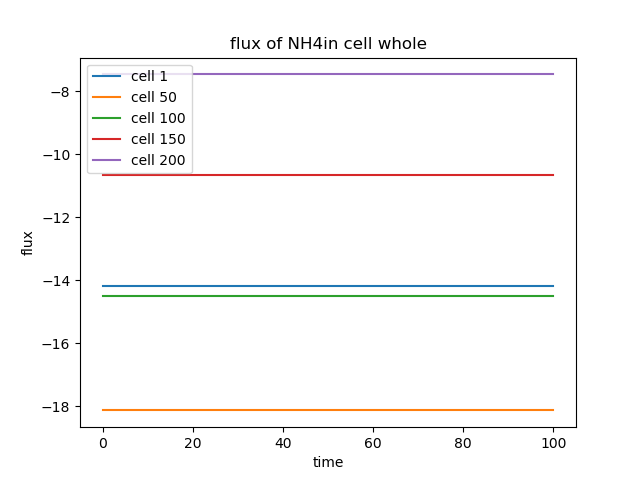 flux of NH4in cell whole
cell 1
cell 50
cell 100
cell 150
cell 200
−8
−10
−12
−14
−16
−18
flux
0 20 40 60 80 100
time